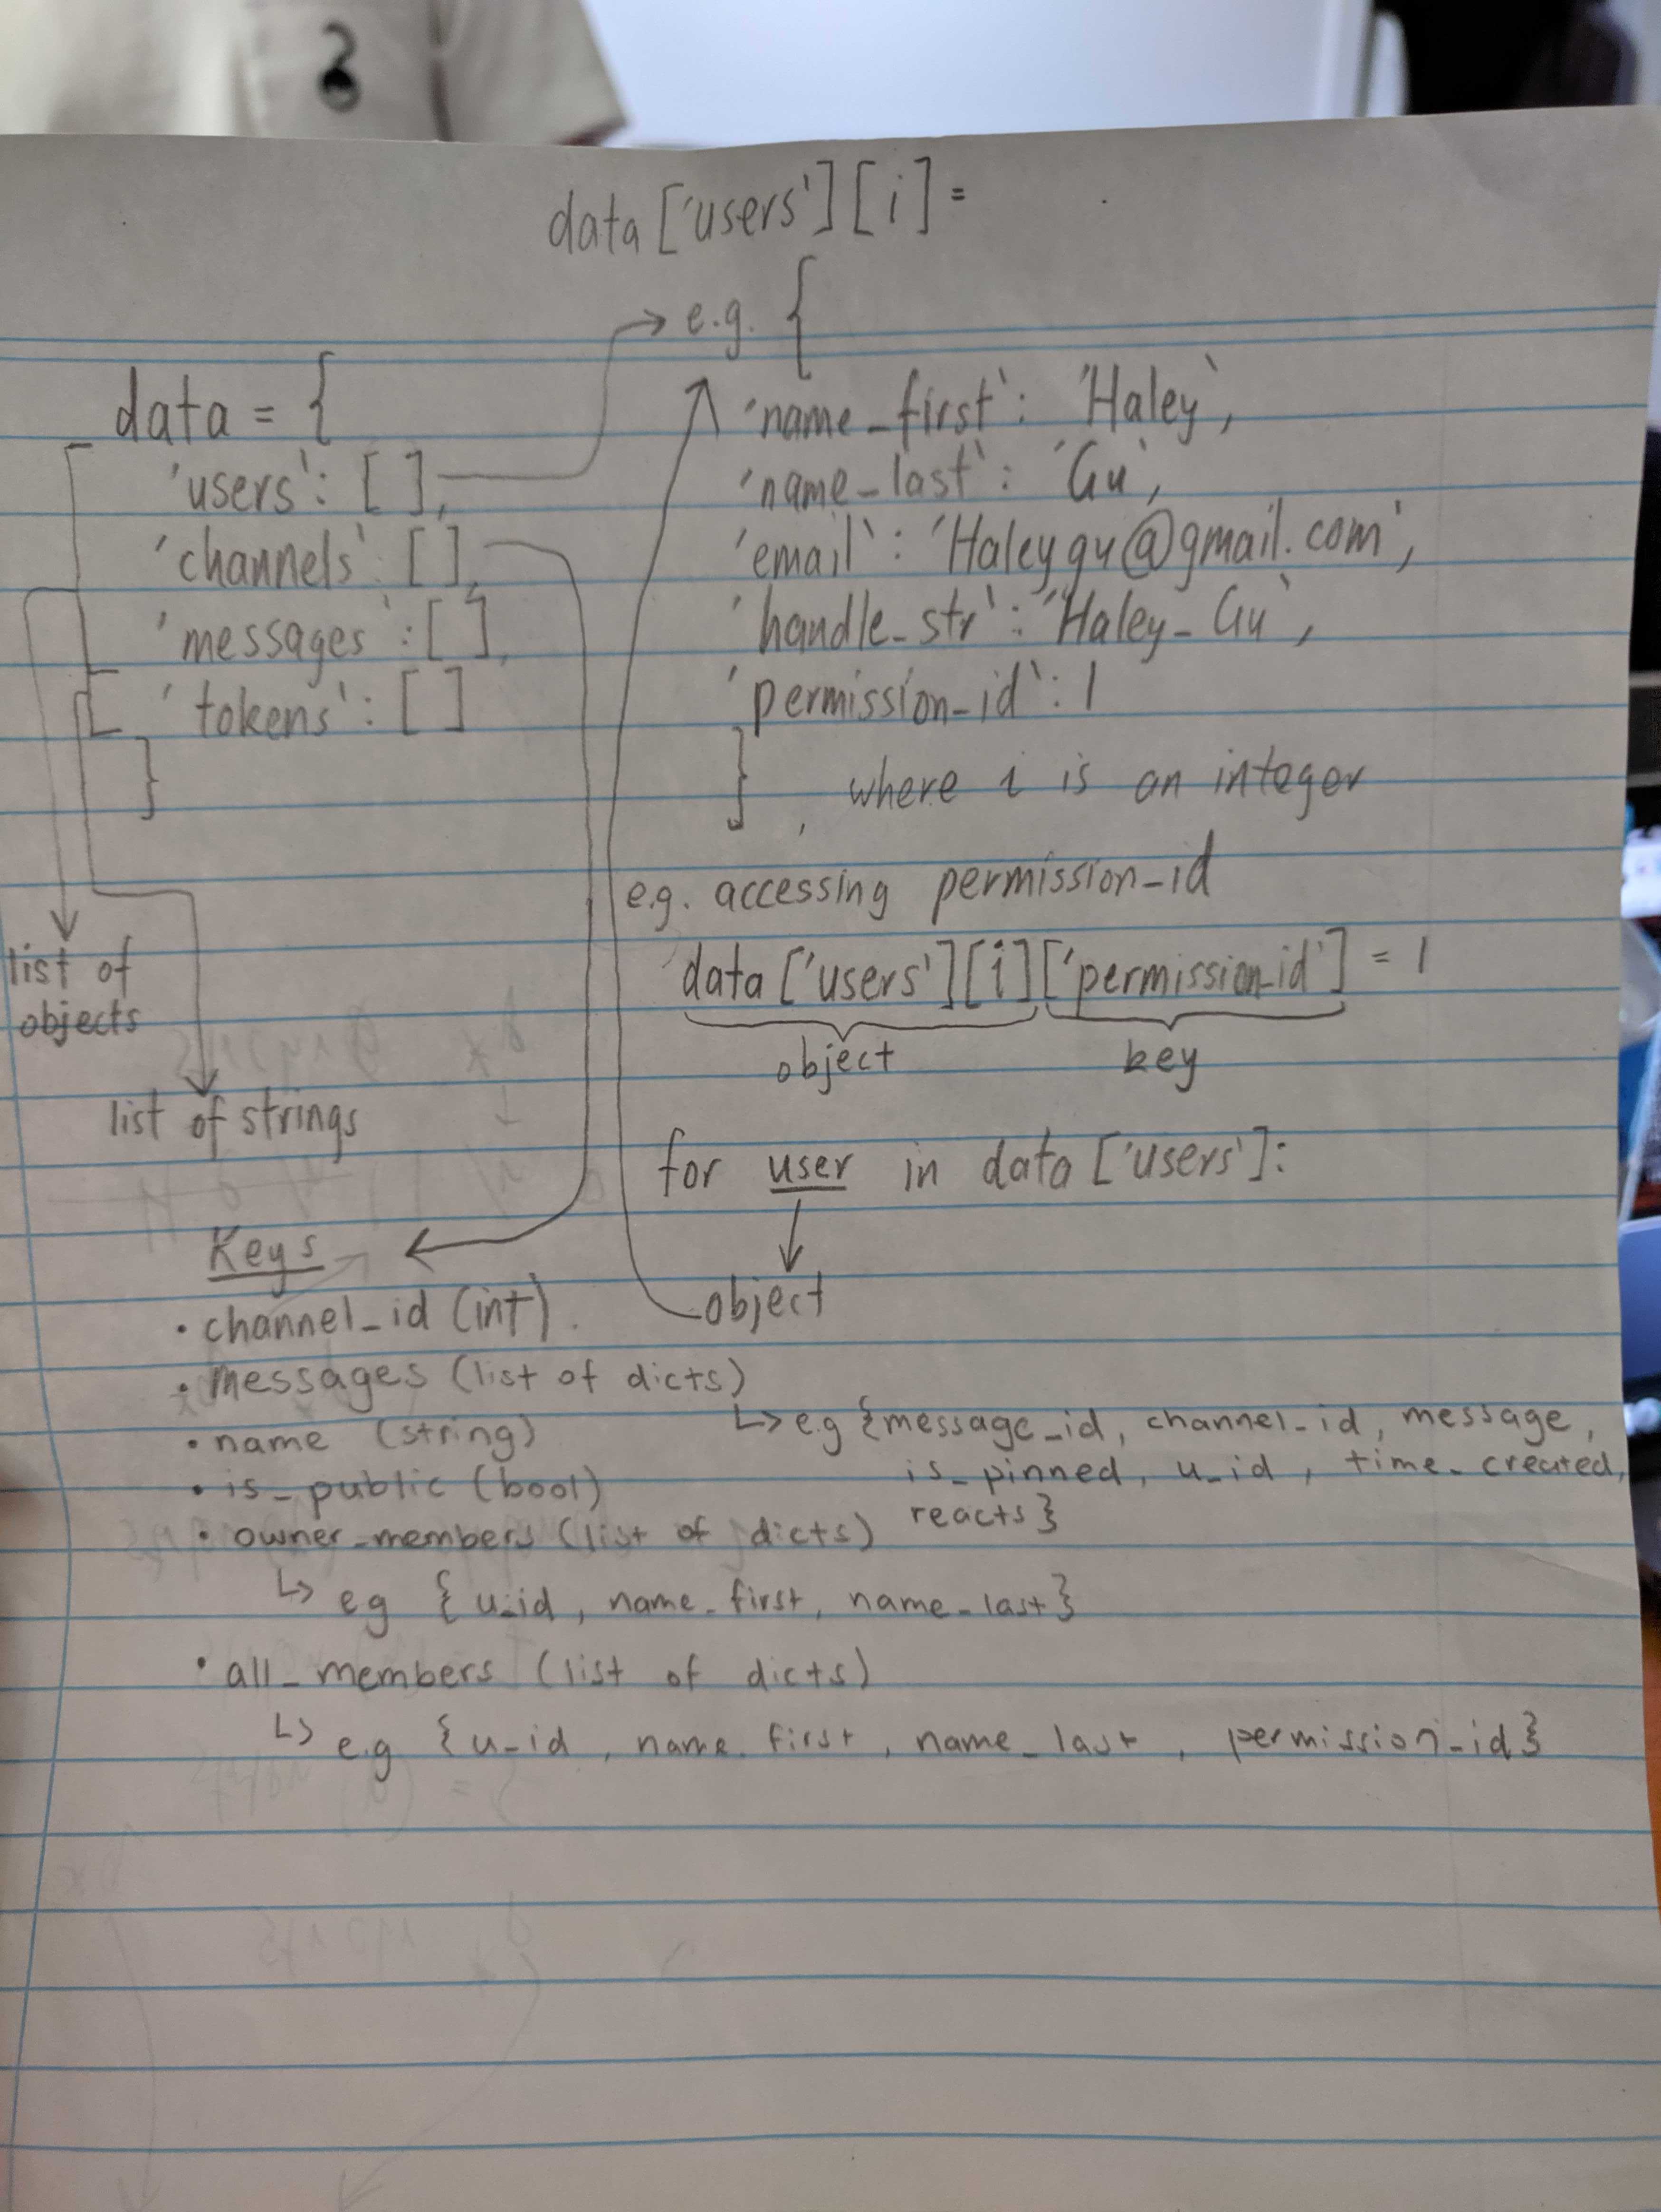 data['users'][i] =
e.g. {
'name_first': 'Haley',
'name_last': 'Gu',
'email': 'Haleygu@gmail.com',
'handle_str': 'Haley_Gu',
'permission_id': 1
} , where i is an integer
data = {
'users': [ ],
'channels': [ ],
'messages': [ ],
'tokens': [ ]
}
list of
objects
list of strings
e.g. accessing permission_id
data['users'][i]['permission_id'] = 1
object key
for user in data['users']:
object
Keys
• channel_id (int).
• messages (list of dicts)
↳ e.g {message_id, channel_id, message,
is_pinned, u_id, time_created,
reacts}
• name (string)
• is_public (bool)
• owner_members (list of dicts)
↳ eg {u_id, name_first, name_last}
• all_members (list of dicts)
↳ e.g {u_id, name_first, name_last, permission_id}